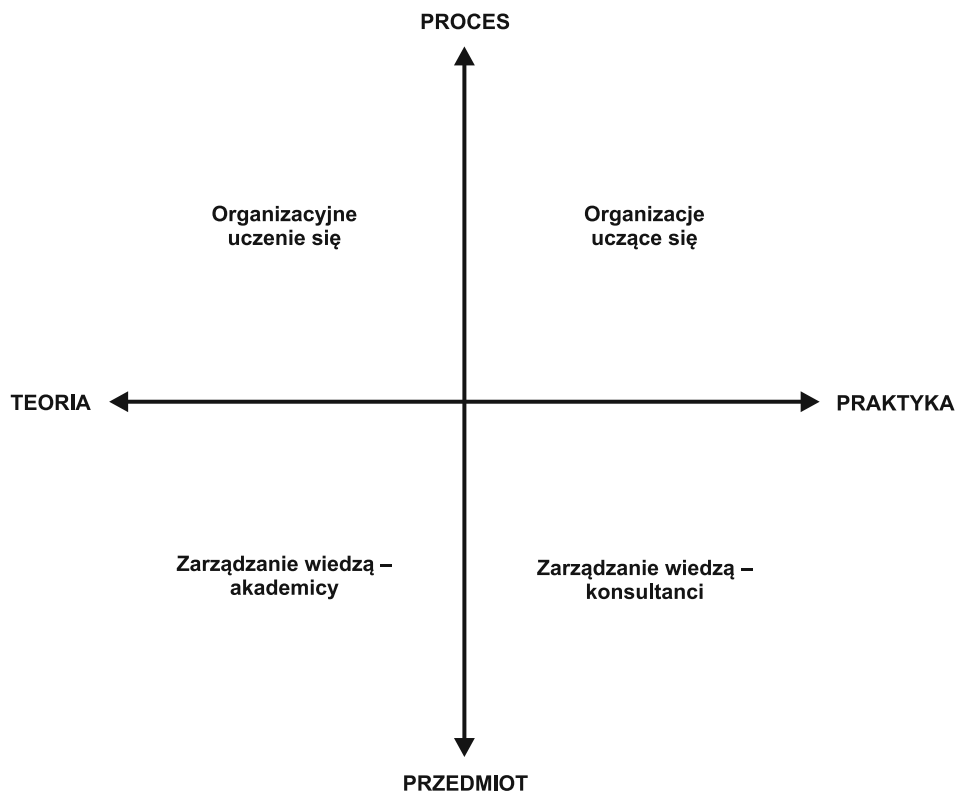 PROCES
Organizacyjne
uczenie się
Organizacje
uczące się
TEORIA
PRAKTYKA
Zarządzanie wiedzą –
akademicy
Zarządzanie wiedzą –
konsultanci
PRZEDMIOT